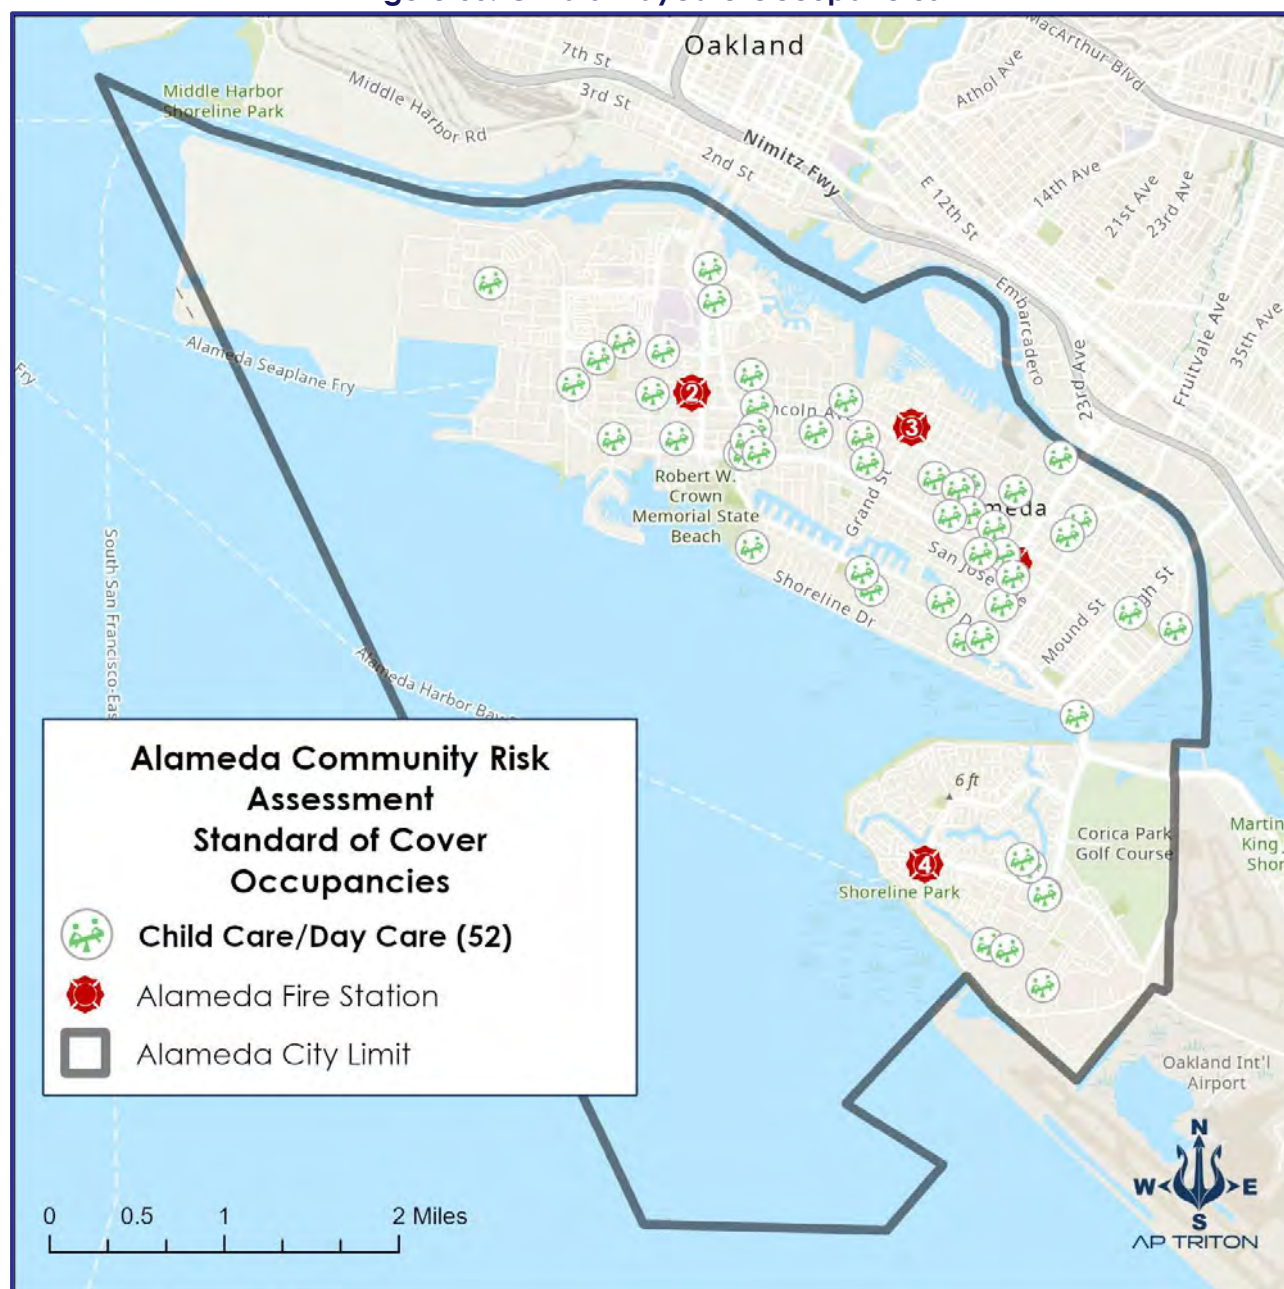 Oakland
MacArthur Blvd
7th St
3rd St
Athol Ave
Middle Harbor
Shoreline Park
Middle Harbor Rd
Nimitz Fwy
2nd St
14th Ave
E 12th St
21st Ave
23rd Ave
Embarcadero
35th Ave
Fruitvale Ave
23rd Ave
Alameda Seaplane Fry
Fry
2
3
Robert W.
Crown
Memorial State
Beach
Grand St
meda
San Jose
Shoreline Dr
Mound St
South San Francisco-Eas
Alameda Harbor Bay
6 ft
Corica Park
Golf Course
Martin
King
Shor
4
Shoreline Park
Alameda Community Risk
Assessment
Standard of Cover
Occupancies
Child Care/Day Care (52)
Alameda Fire Station
Alameda City Limit
Oakland Int'l
Airport
N
W E
S
AP TRITON
0 0.5 1 2 Miles